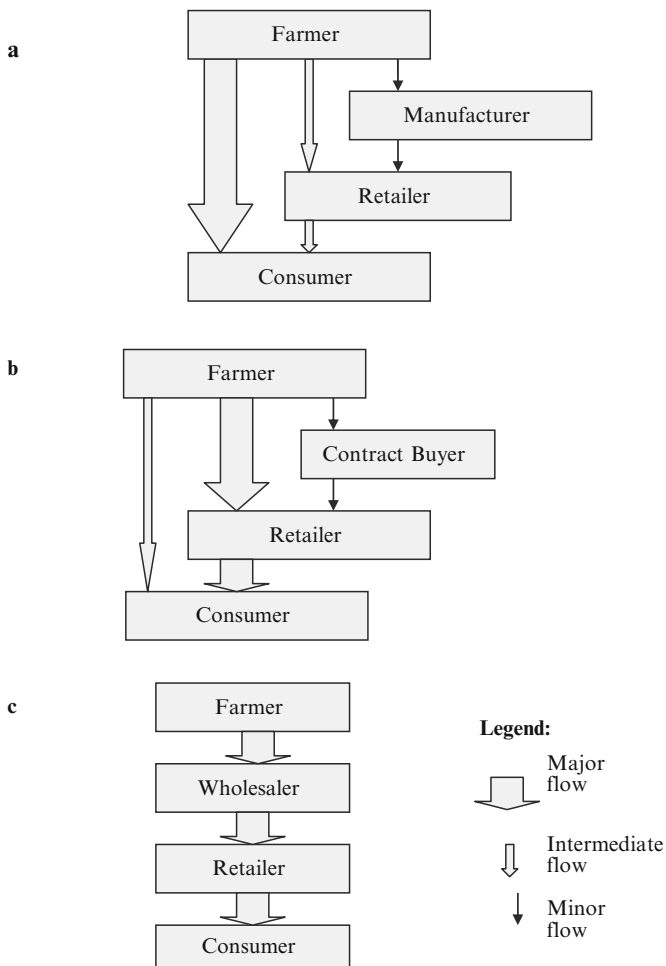 a
Farmer
Manufacturer
Retailer
Consumer
b
Farmer
Contract Buyer
Retailer
Consumer
c
Farmer
Wholesaler
Retailer
Consumer
Legend:
Major
flow
Intermediate
flow
Minor
flow